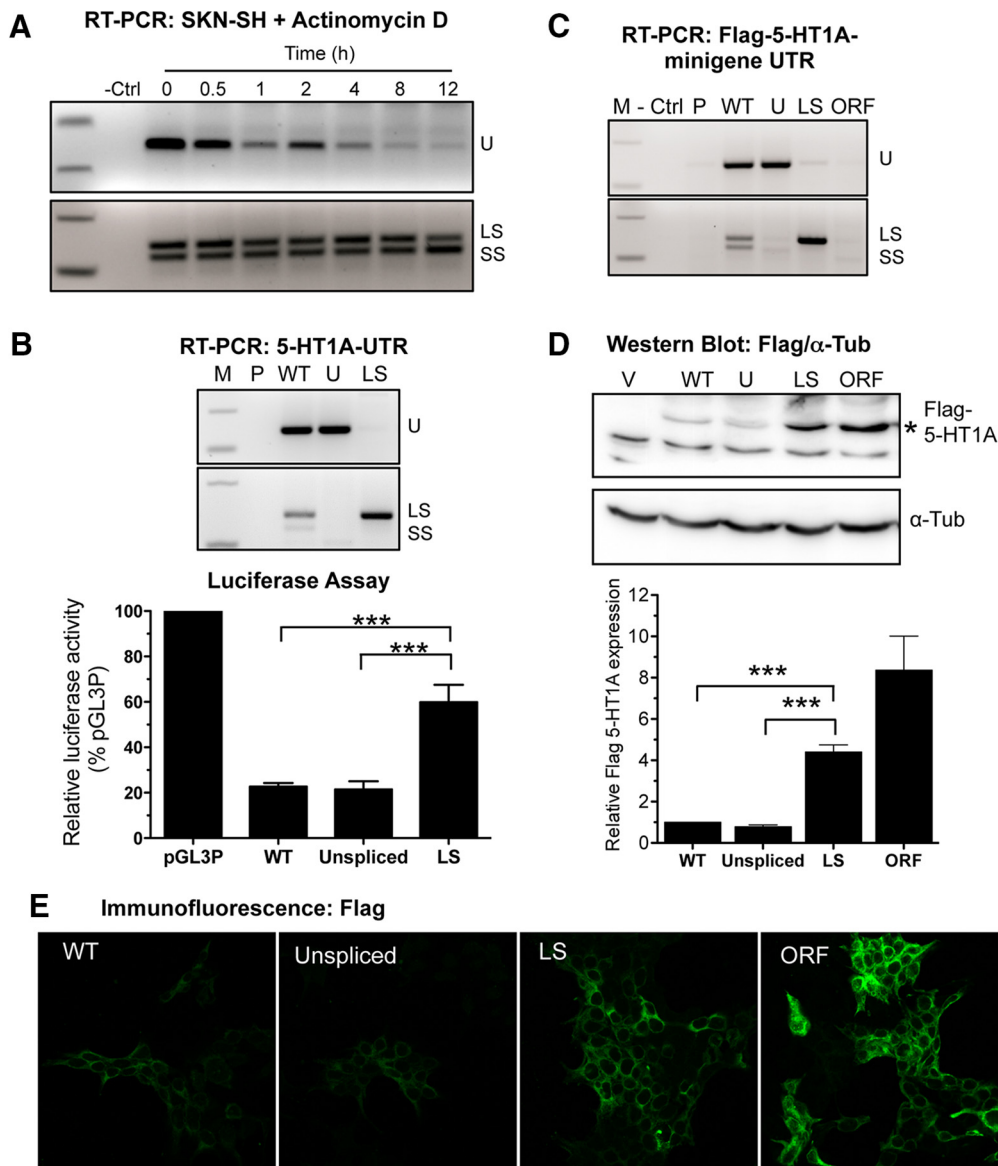 A
RT-PCR: SKN-SH + Actinomycin D
Time (h)
-Ctrl 0 0.5 1 2 4 8 12
U
LS
SS
B
RT-PCR: 5-HT1A-UTR
M P WT U LS
U
LS
SS
Luciferase Assay
Relative luciferase activity
(% pGL3P)
100
80
60
40
20
0
***
***
pGL3P WT Unspliced LS
C
RT-PCR: Flag-5-HT1A-
minigene UTR
M - Ctrl P WT U LS ORF
U
LS
SS
D
Western Blot: Flag/α-Tub
V WT U LS ORF
* Flag-
5-HT1A
α-Tub
Relative Flag 5-HT1A expression
12
10
8
6
4
2
1
0
***
***
WT Unspliced LS ORF
E
Immunofluorescence: Flag
WT
Unspliced
LS
ORF